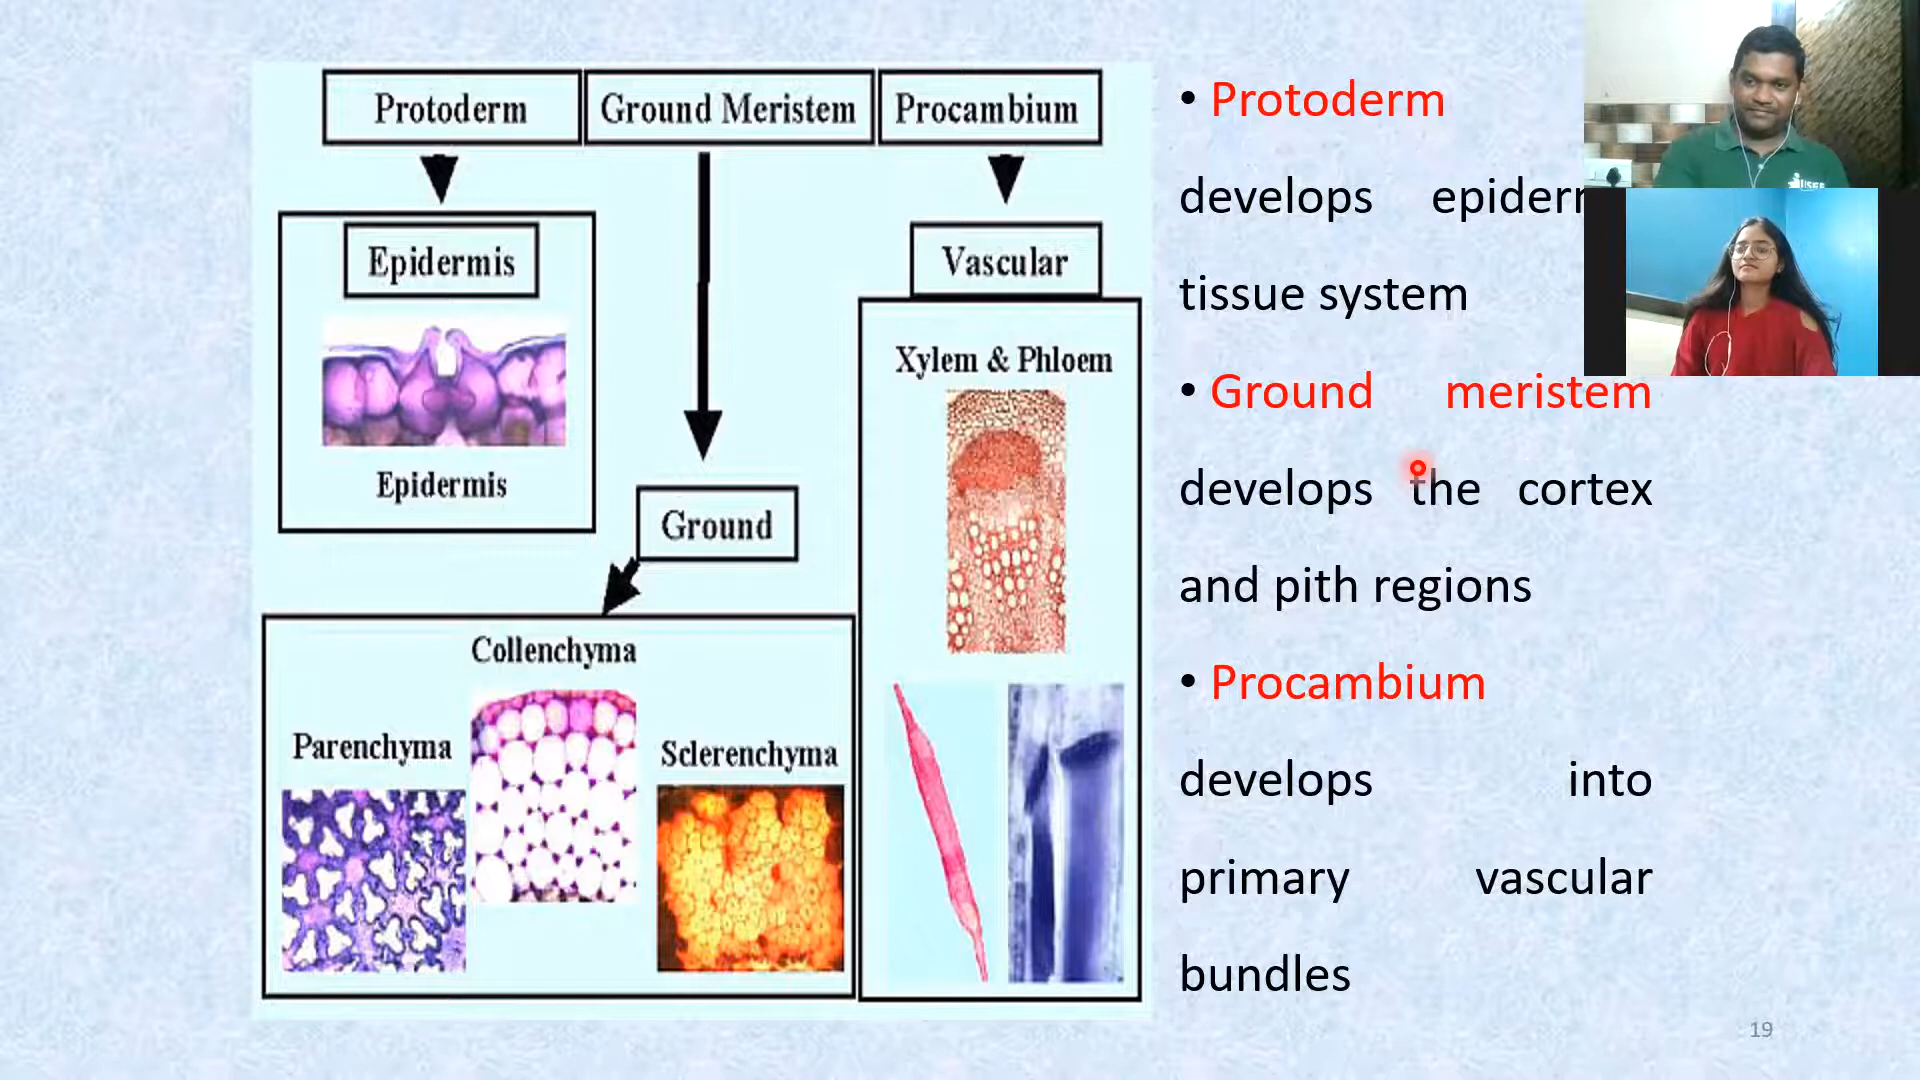 Protoderm
Ground Meristem
Procambium
Epidermis
Epidermis
Ground
Collenchyma
Parenchyma
Sclerenchyma
Vascular
Xylem & Phloem
• Protoderm
develops
tissue system
• Ground meristem
develops the cortex
and pith regions
• Procambium
develops into
primary vascular
bundles
19